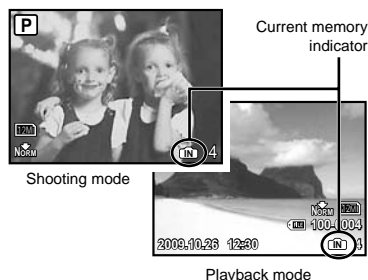 P
Current memory
indicator
12M
NORM
IN 4
Shooting mode
NORM 12M
100-0004
2009.10.26 12:30
IN 4
Playback mode